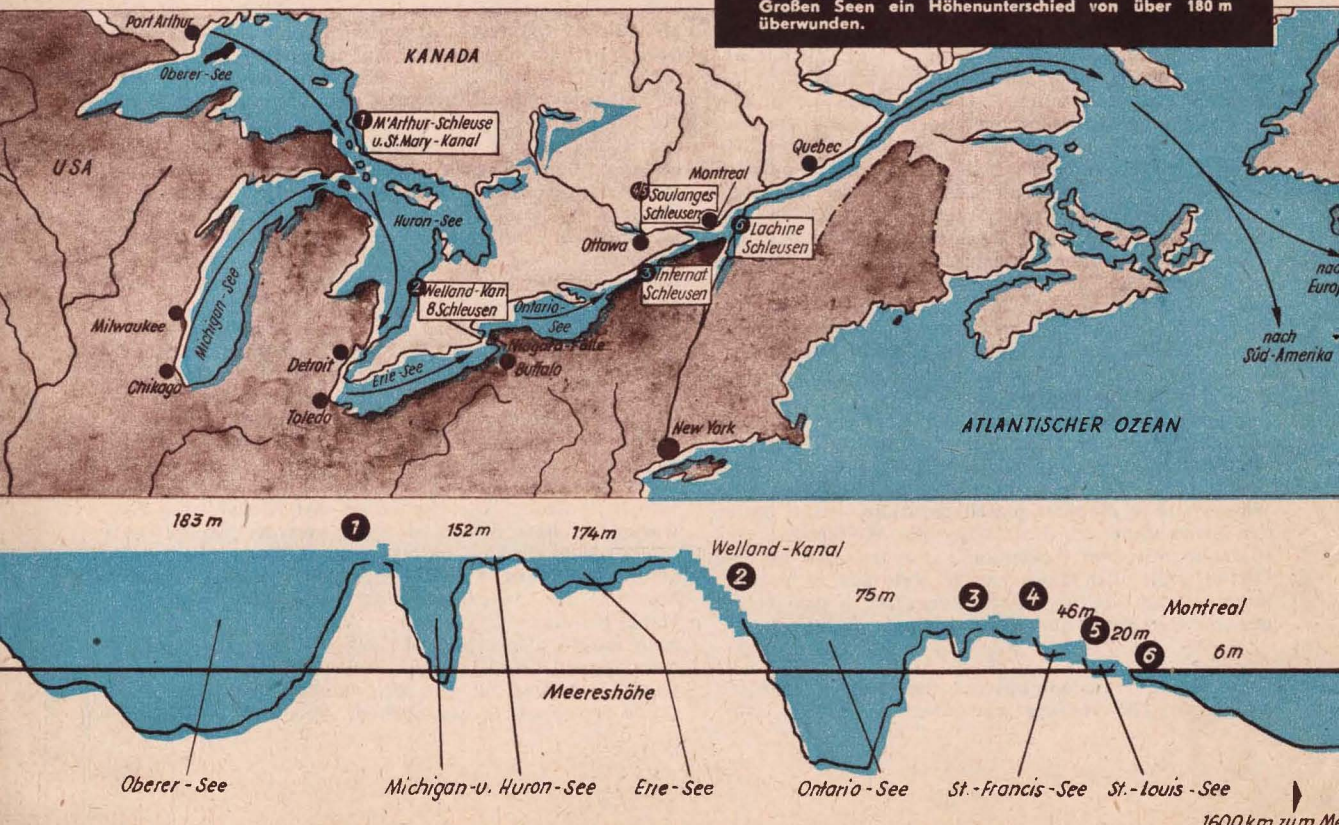 Großen Seen ein Höhenunterschied von über 180 m
überwunden.
Port Arthur
KANADA
Oberer-See
1
M'Arthur-Schleuse
u.St.Mary-Kanal
USA
Quebec
Montreal
4/5
Soulanges
Schleusen
Huron-See
6
Lachine
Schleusen
Ottawa
3
Internat.
Schleusen
2
Welland-Kan.
8 Schleusen
Ontario-
See
Michigan-See
Milwaukee
Niagara-Fälle
nach
Süd-Amerika
Detroit
Erie-See
Buffalo
Chikago
Toledo
New York
ATLANTISCHER OZEAN
183 m
1
152 m
174 m
Welland-Kanal
2
75 m
3
4
46 m
5
20 m
6
Montreal
6 m
Meereshöhe
Oberer-See
Michigan-u. Huron-See
Erie-See
Ontario-See
St.-Francis-See
St.-Louis-See
1600 km zum